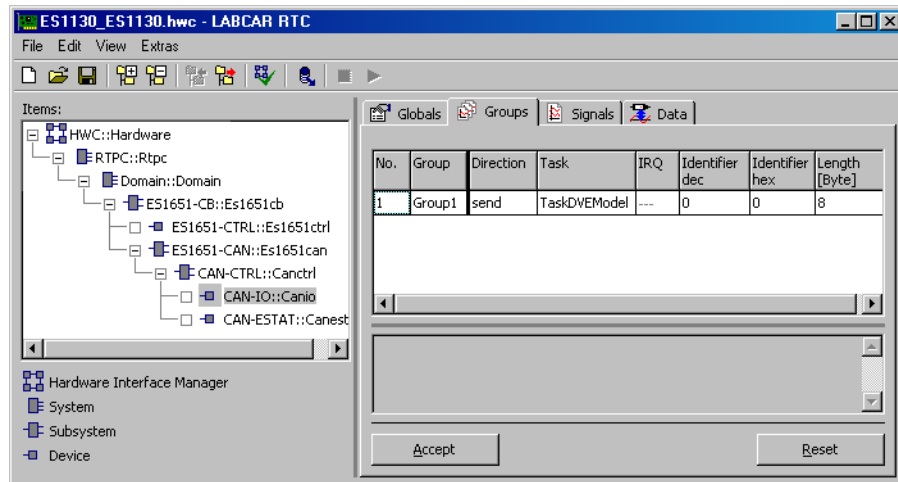 ES1130_ES1130.hwc - LABCAR RTC
File Edit View Extras
Items:
HWC::Hardware
RTPC::Rtpc
Domain::Domain
ES1651-CB::Es1651cb
ES1651-CTRL::Es1651ctrl
ES1651-CAN::Es1651can
CAN-CTRL::Canctrl
CAN-IO::Canio
CAN-ESTAT::Canest
Hardware Interface Manager
System
Subsystem
Device
Globals Groups Signals Data
No. Group Direction Task IRQ Identifier dec Identifier hex Length [Byte]
1 Group1 send TaskDVEModel --- 0 0 8
Accept Reset